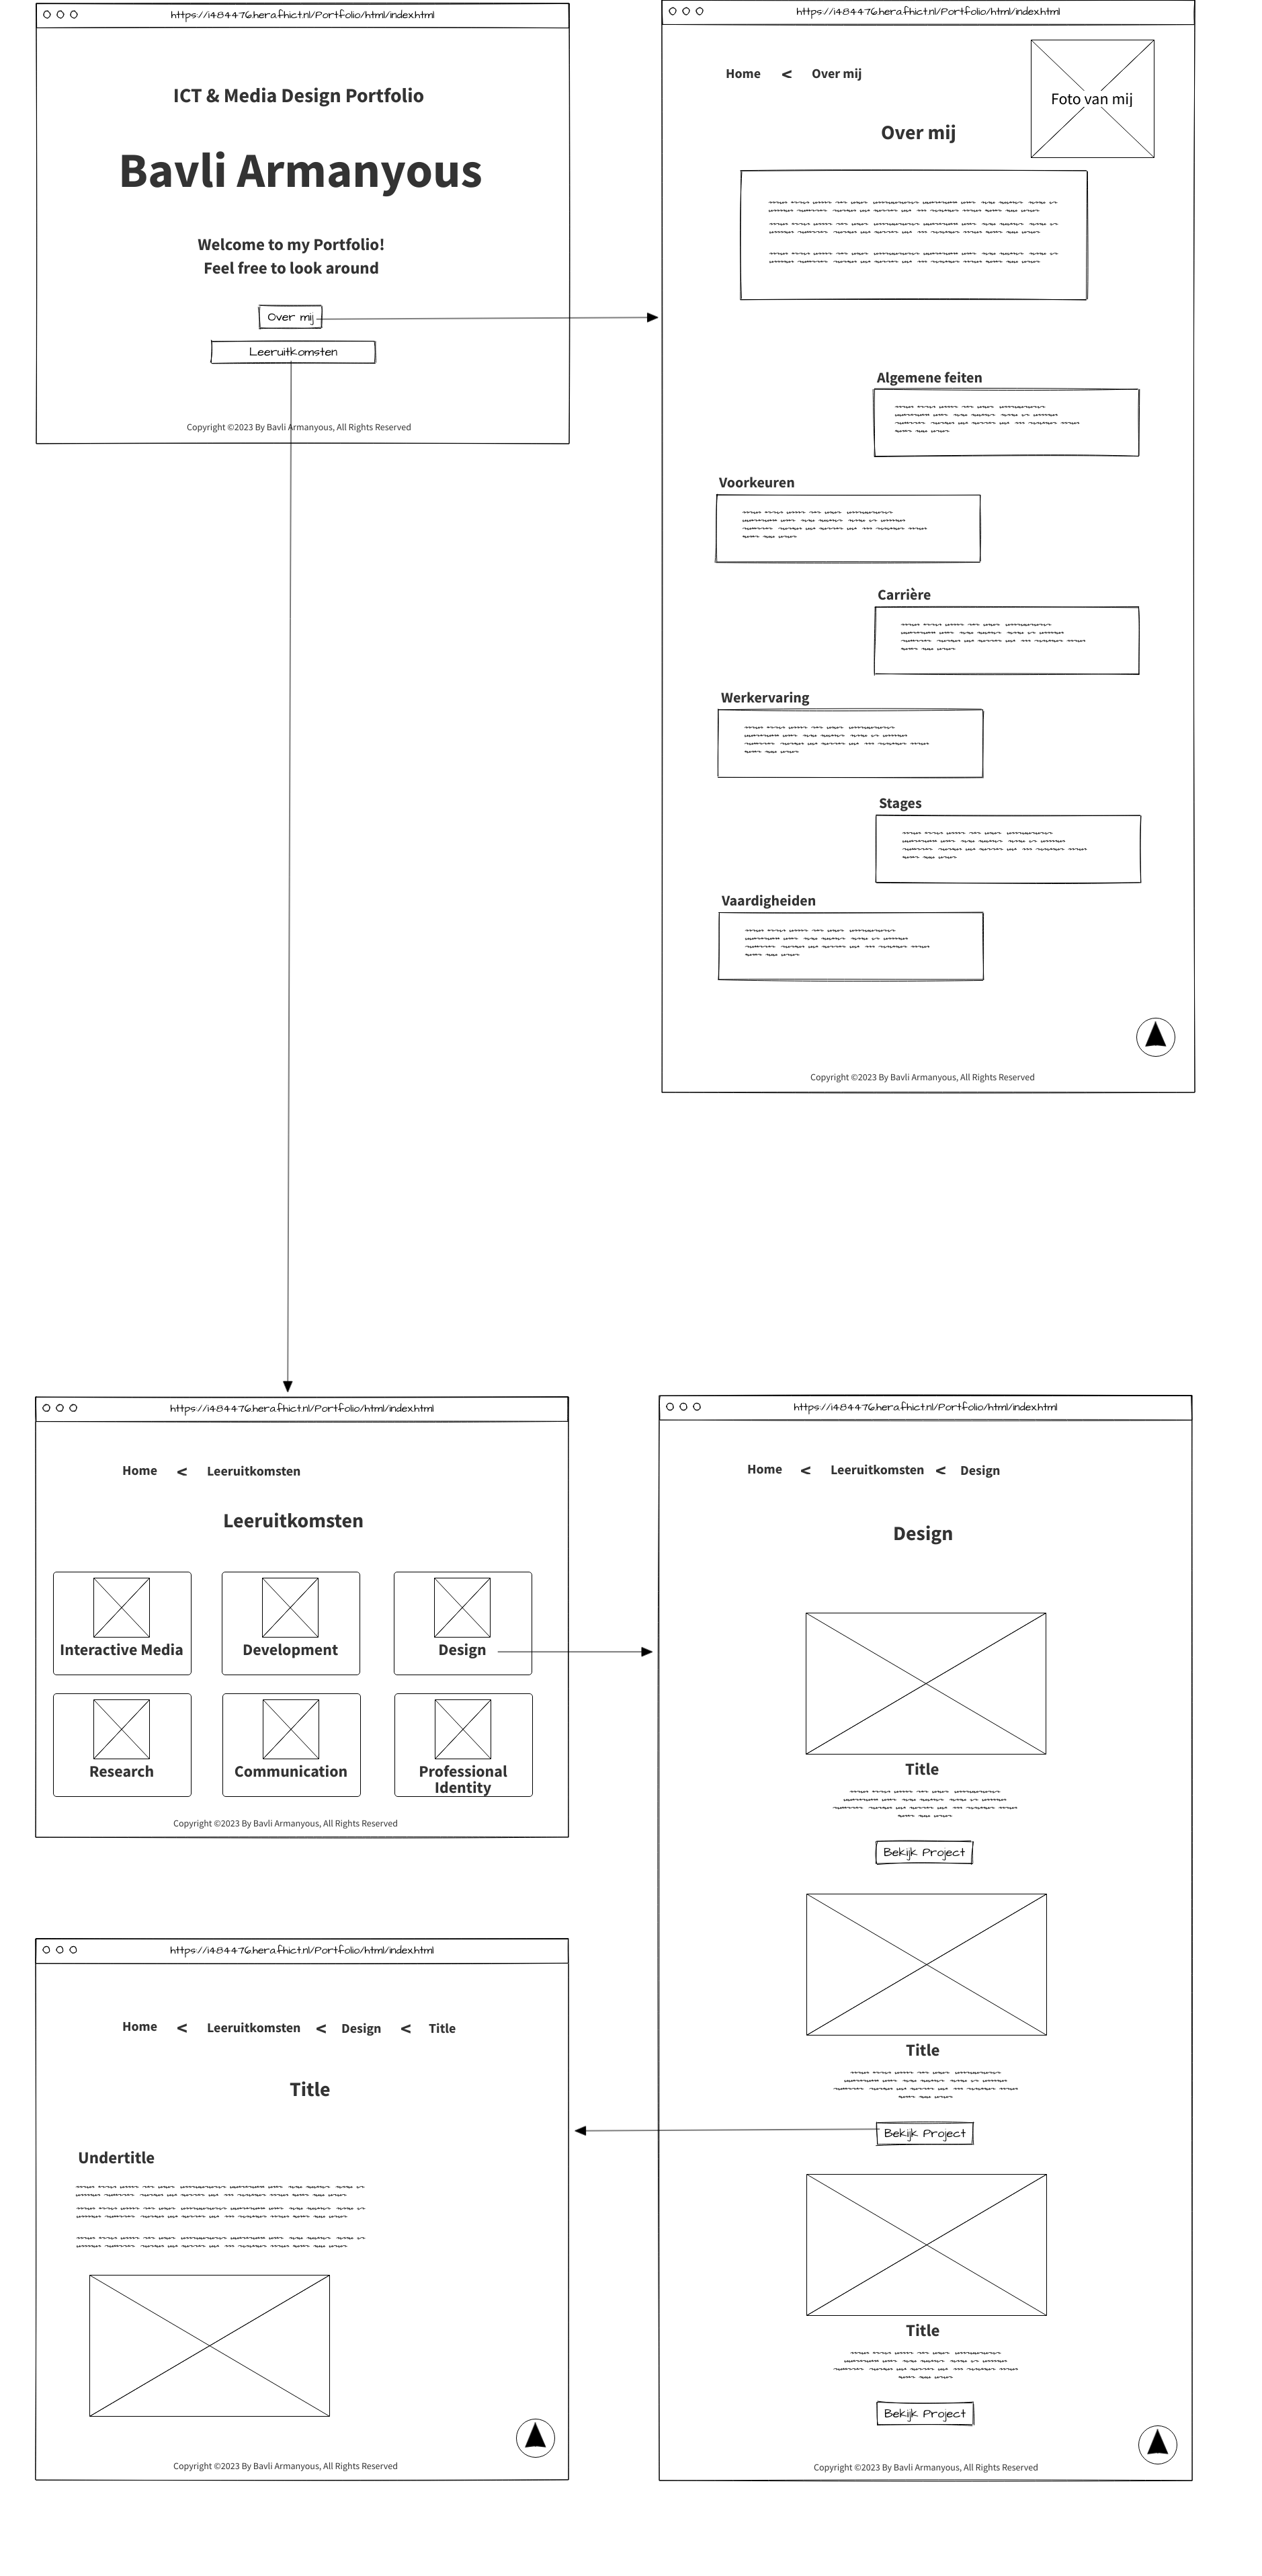 https://i484476.hera.fhict.nl/Portfolio/html/index.html
ICT & Media Design Portfolio
Bavli Armanyous
Welcome to my Portfolio!
Feel free to look around
Over mij
Leeruitkomsten
Copyright ©2023 By Bavli Armanyous, All Rights Reserved
https://i484476.hera.fhict.nl/Portfolio/html/index.html
Home < Over mij
Foto van mij
Over mij
Algemene feiten
Voorkeuren
Carrière
Werkervaring
Stages
Vaardigheiden
Copyright ©2023 By Bavli Armanyous, All Rights Reserved
https://i484476.hera.fhict.nl/Portfolio/html/index.html
Home < Leeruitkomsten
Leeruitkomsten
Interactive Media
Development
Design
Research
Communication
Professional
Identity
Copyright ©2023 By Bavli Armanyous, All Rights Reserved
https://i484476.hera.fhict.nl/Portfolio/html/index.html
Home < Leeruitkomsten < Design
Design
Title
Bekijk Project
Title
Bekijk Project
Title
Bekijk Project
Copyright ©2023 By Bavli Armanyous, All Rights Reserved
https://i484476.hera.fhict.nl/Portfolio/html/index.html
Home < Leeruitkomsten < Design < Title
Title
Undertitle
Copyright ©2023 By Bavli Armanyous, All Rights Reserved